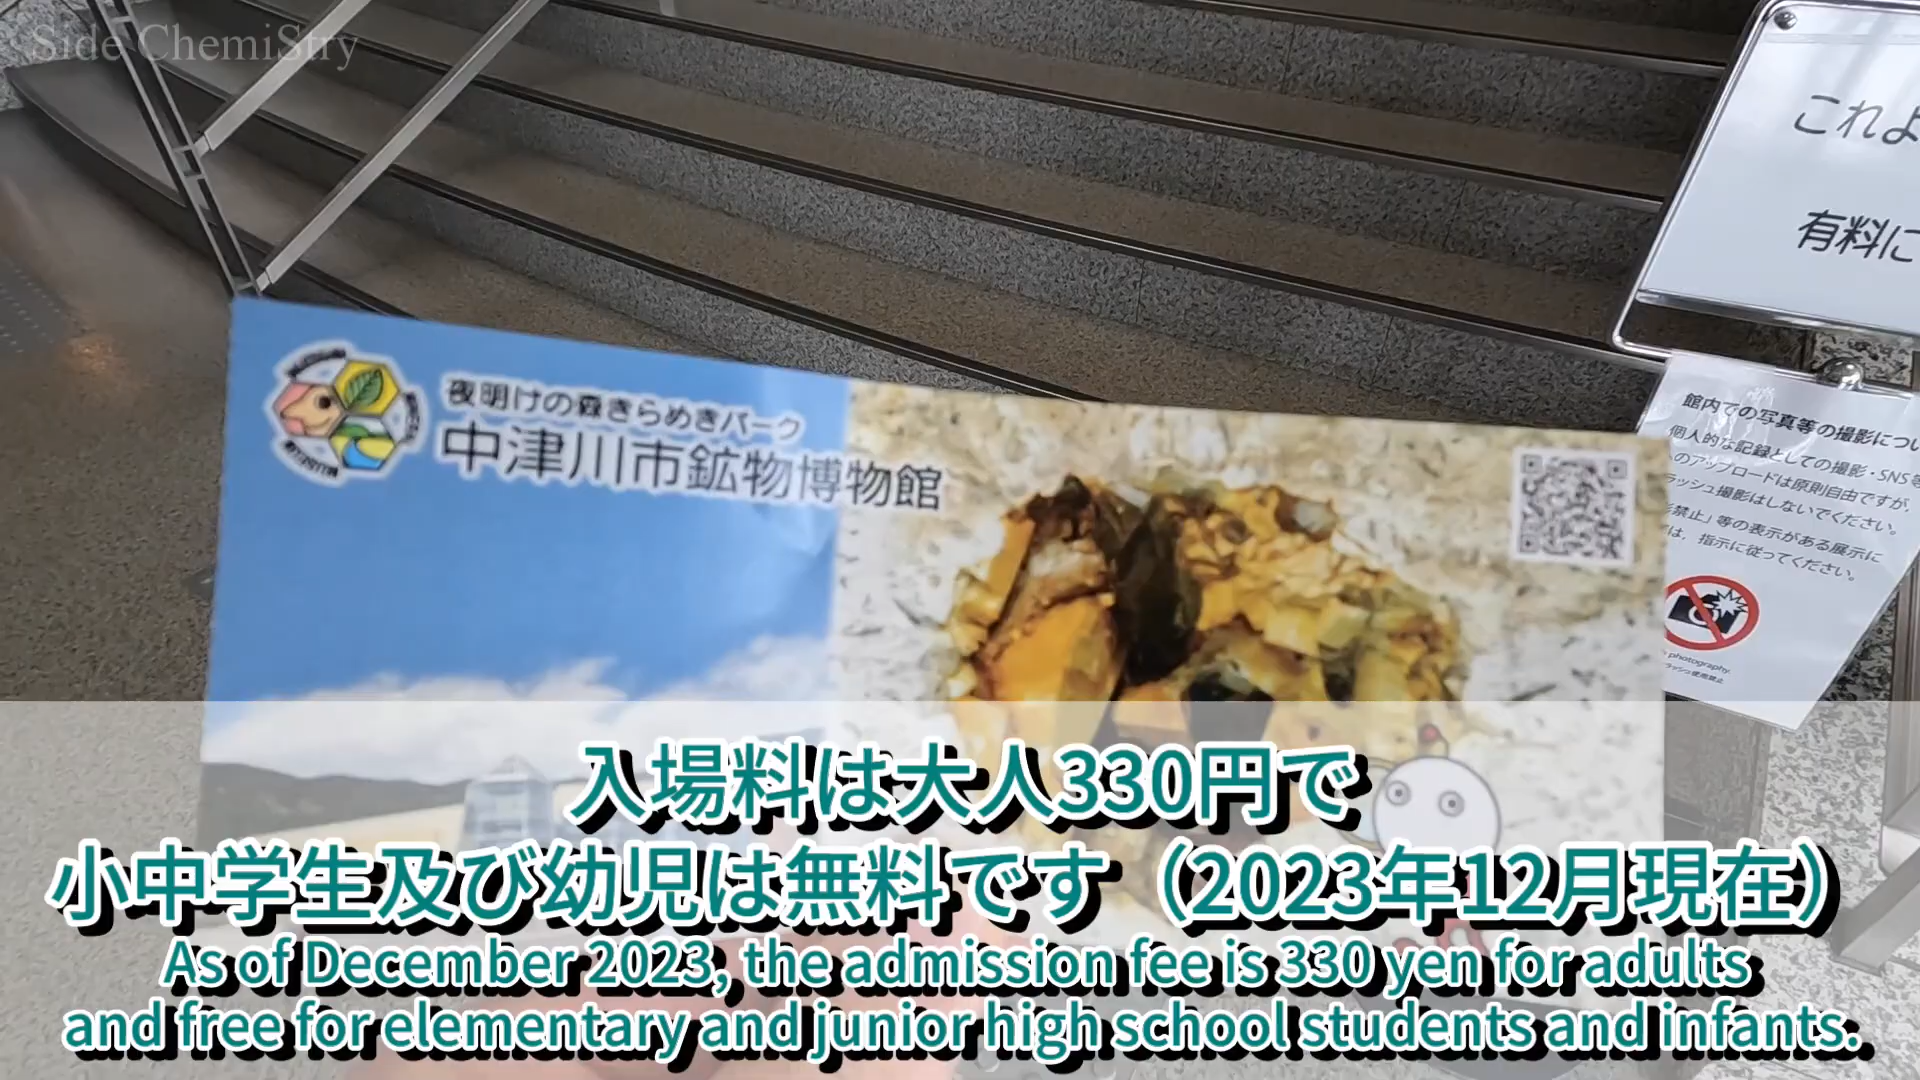 Side ChemiStry
これよ
有料に
夜明けの森きらめきパーク
中津川市鉱物博物館
館内での写真等の撮影につい
個人的な記録としての撮影・SNS等
のアップロードは原則自由ですが、
ラッシュ撮影はしないでください。
禁止」等の表示がある展示に
は、指示に従ってください。
photography.
入場料は大人330円で
小中学生及び幼児は無料です（2023年12月現在）
As of December 2023, the admission fee is 330 yen for adults
and free for elementary and junior high school students and infants.